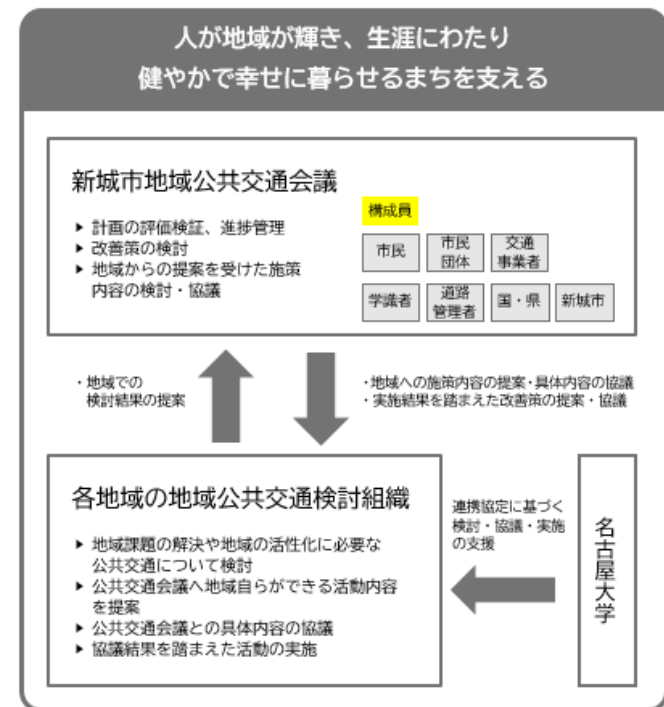 人が地域が輝き、生涯にわたり
健やかで幸せに暮らせるまちを支える
新城市地域公共交通会議
▶ 計画の評価検証、進捗管理
▶ 改善策の検討
▶ 地域からの提案を受けた施策
内容の検討・協議
構成員
市民
市民
団体
交通
事業者
学識者
道路
管理者
国・県
新城市
・地域での
検討結果の提案
・地域への施策内容の提案・具体内容の協議
・実施結果を踏まえた改善策の提案・協議
各地域の地域公共交通検討組織
▶ 地域課題の解決や地域の活性化に必要な
公共交通について検討
▶ 公共交通会議へ地域自らができる活動内容
を提案
▶ 公共交通会議との具体内容の協議
▶ 協議結果を踏まえた活動の実施
連携協定に基づく
検討・協議・実施
の支援
名古屋大学